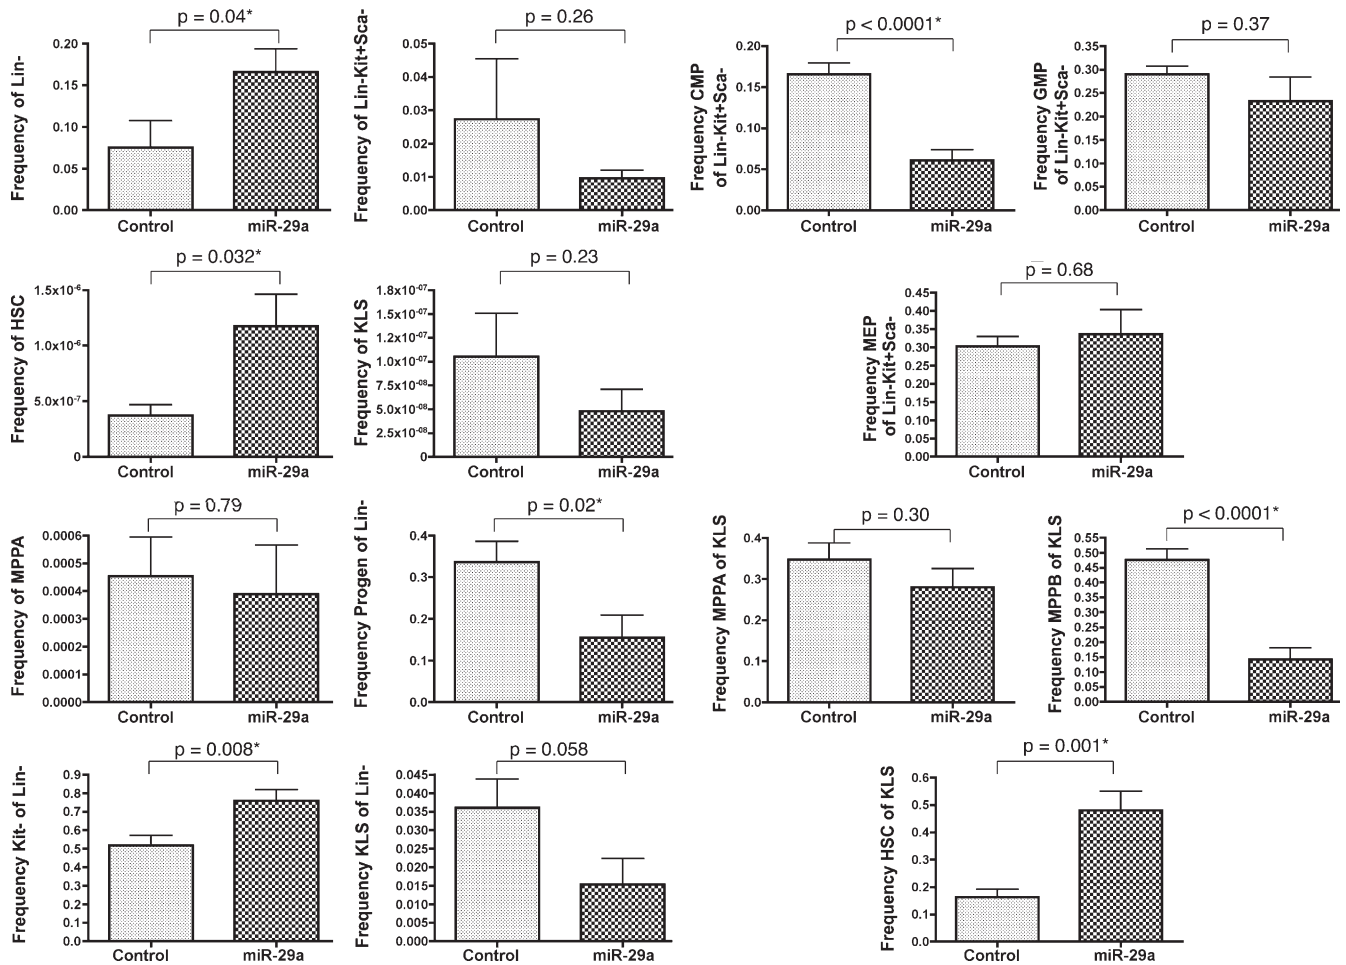 p = 0.04*
Frequency of Lin-
0.20
0.15
0.10
0.05
0.00
Control
miR-29a
p = 0.26
Frequency of Lin-Kit+Sca-
0.05
0.04
0.03
0.02
0.01
0.00
Control
miR-29a
p < 0.0001*
Frequency CMP
of Lin-Kit+Sca-
0.20
0.15
0.10
0.05
0.00
Control
miR-29a
p = 0.37
Frequency GMP
of Lin-Kit+Sca-
0.35
0.30
0.25
0.20
0.15
0.10
0.05
0.00
Control
miR-29a
p = 0.032*
Frequency of HSC
1.5x10-6
1.0x10-6
5.0x10-7
0
Control
miR-29a
p = 0.23
Frequency of KLS
1.8x10-07
1.5x10-07
1.3x10-07
1.0x10-07
7.5x10-08
5.0x10-08
2.5x10-08
0
Control
miR-29a
p = 0.68
Frequency MEP
of Lin-Kit+Sca-
0.45
0.40
0.35
0.30
0.25
0.20
0.15
0.10
0.05
0.00
Control
miR-29a
p = 0.79
Frequency of MPPA
0.0006
0.0005
0.0004
0.0003
0.0002
0.0001
0.0000
Control
miR-29a
p = 0.02*
Frequency Progen of Lin-
0.4
0.3
0.2
0.1
0.0
Control
miR-29a
p = 0.30
Frequency MPPA of KLS
0.4
0.3
0.2
0.1
0.0
Control
miR-29a
p < 0.0001*
Frequency MPPB of KLS
0.55
0.50
0.45
0.40
0.35
0.30
0.25
0.20
0.15
0.10
0.05
0.00
Control
miR-29a
p = 0.008*
Frequency Kit- of Lin-
0.9
0.8
0.7
0.6
0.5
0.4
0.3
0.2
0.1
0.0
Control
miR-29a
p = 0.058
Frequency KLS of Lin-
0.045
0.040
0.035
0.030
0.025
0.020
0.015
0.010
0.005
0.000
Control
miR-29a
p = 0.001*
Frequency HSC of KLS
0.6
0.5
0.4
0.3
0.2
0.1
0.0
Control
miR-29a